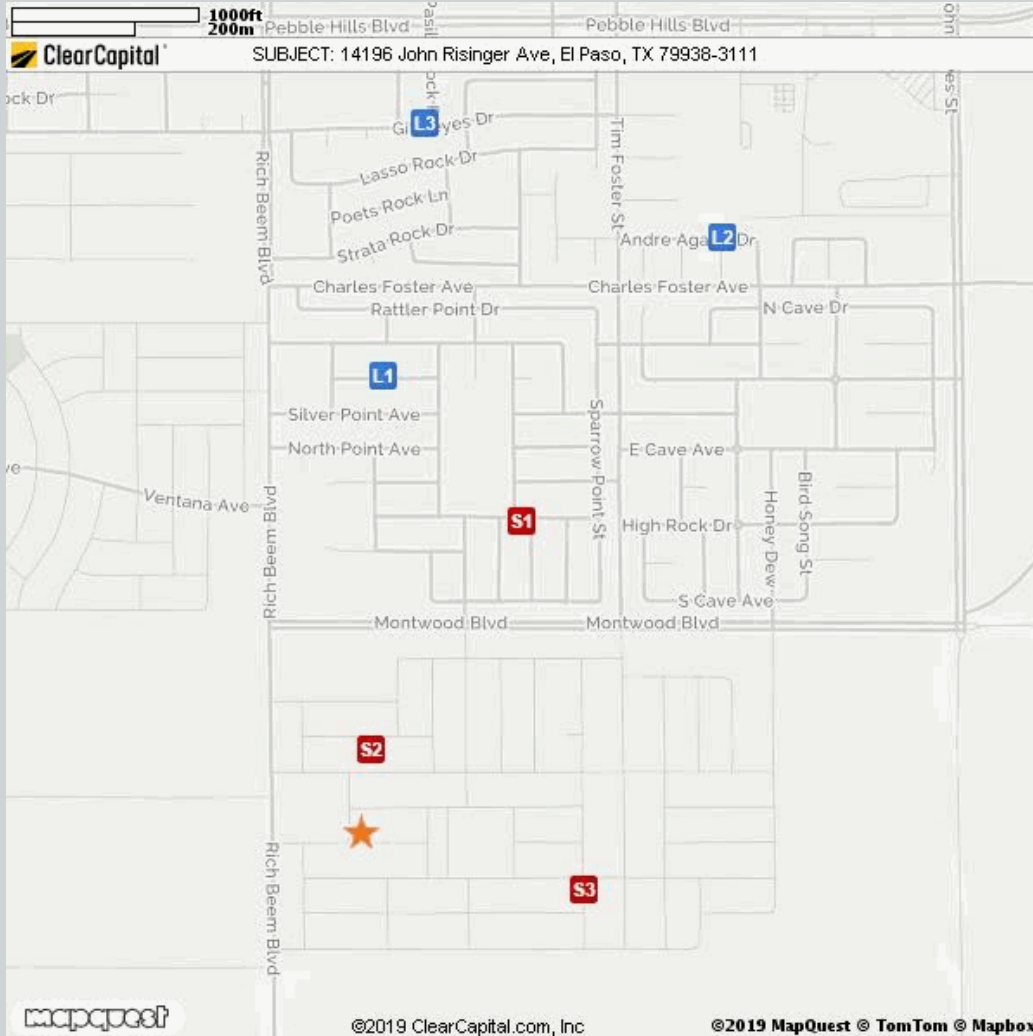 1000ft
200m
Pebble Hills Blvd
Pebble Hills Blvd
ClearCapital
SUBJECT: 14196 John Risinger Ave, El Paso, TX 79938-3111
ock Dr
L3
Lasso Rock Dr
Tim Foster St
Poets Rock Ln
Rich Beem Blvd
Strata Rock Dr
L2
Charles Foster Ave
Charles Foster Ave
Rattler Point Dr
N Cave Dr
L1
Silver Point Ave
North Point Ave
Sparrow Point St
E Cave Ave
Ventana Ave
Rich Beem Blvd
S1
High Rock Dr
Honey Dew
Bird Song St
S Cave Ave
Montwood Blvd
Montwood Blvd
S2
S3
Rich Beem Blvd
mapquest
©2019 ClearCapital.com, Inc
©2019 MapQuest © TomTom © Mapbox